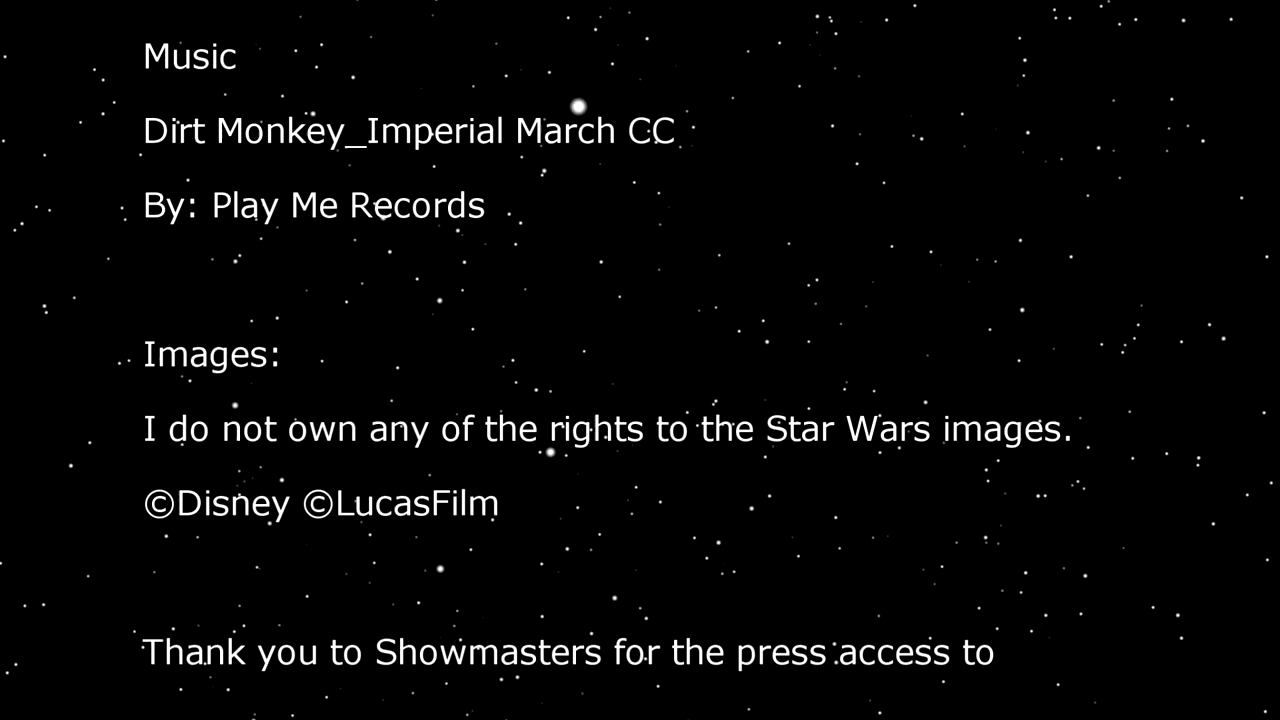 Music
Dirt Monkey_Imperial March CC
By: Play Me Records
Images:
I do not own any of the rights to the Star Wars images.
©Disney ©LucasFilm
Thank you to Showmasters for the press access to